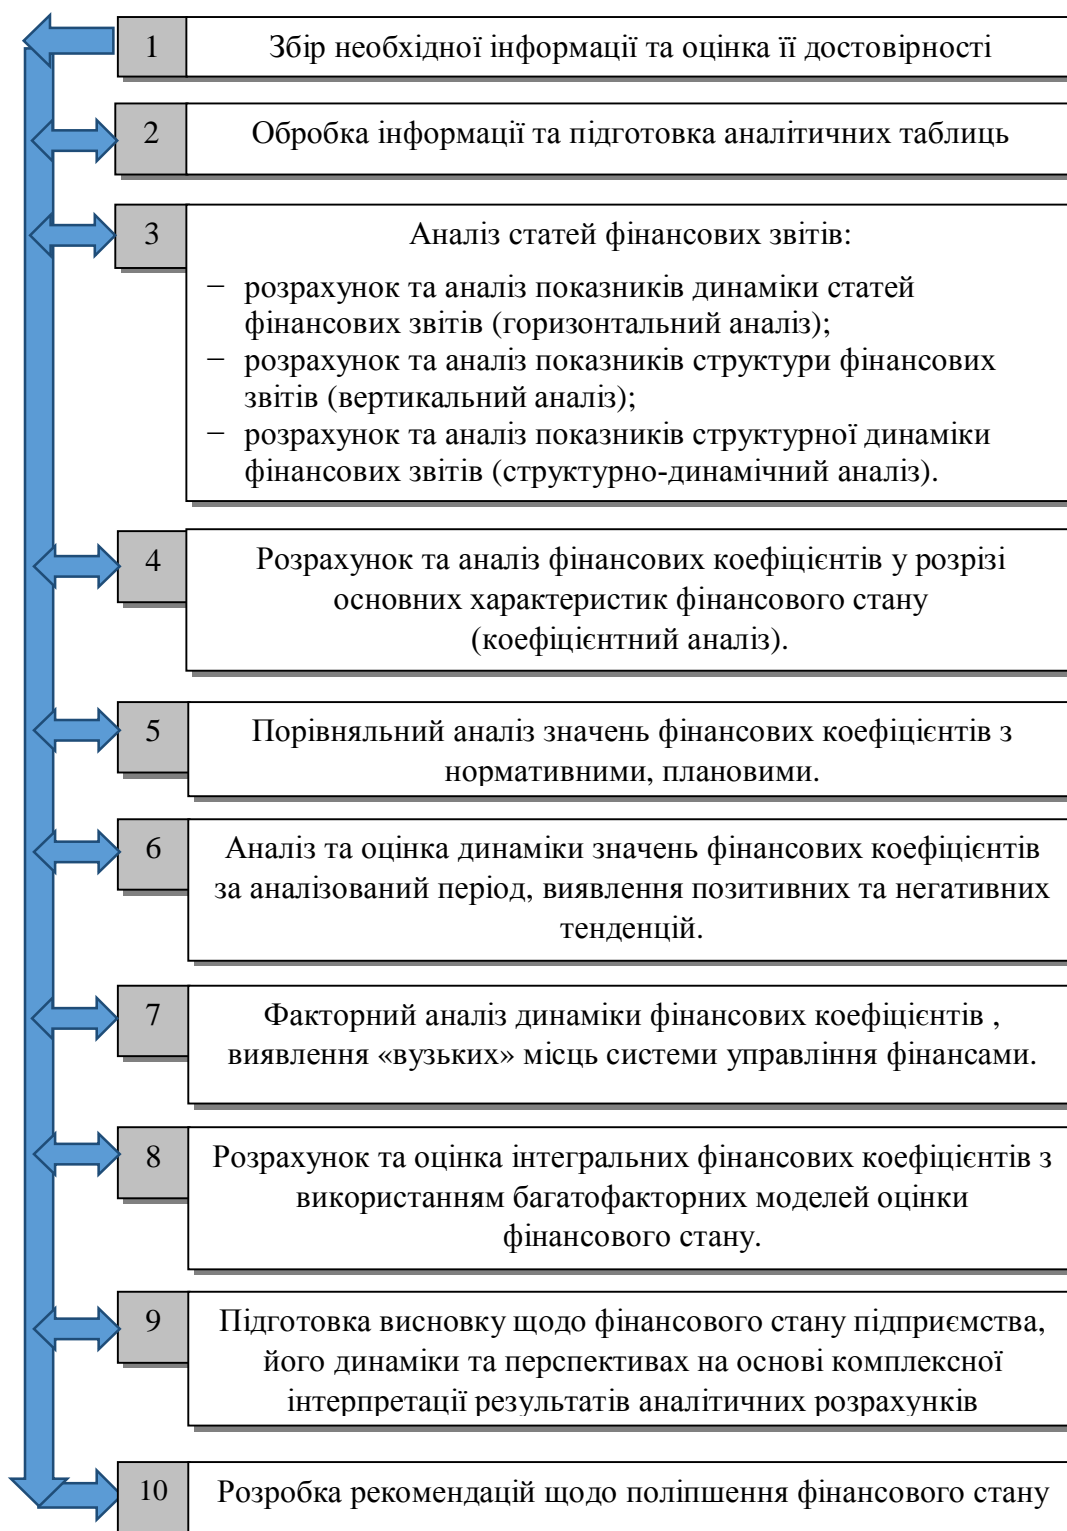 1 Збір необхідної інформації та оцінка її достовірності
2 Обробка інформації та підготовка аналітичних таблиць
3 Аналіз статей фінансових звітів:
− розрахунок та аналіз показників динаміки статей
фінансових звітів (горизонтальний аналіз);
− розрахунок та аналіз показників структури фінансових
звітів (вертикальний аналіз);
− розрахунок та аналіз показників структурної динаміки
фінансових звітів (структурно-динамічний аналіз).
4 Розрахунок та аналіз фінансових коефіцієнтів у розрізі
основних характеристик фінансового стану
(коефіцієнтний аналіз).
5 Порівняльний аналіз значень фінансових коефіцієнтів з
нормативними, плановими.
6 Аналіз та оцінка динаміки значень фінансових коефіцієнтів
за аналізований період, виявлення позитивних та негативних
тенденцій.
7 Факторний аналіз динаміки фінансових коефіцієнтів ,
виявлення «вузьких» місць системи управління фінансами.
8 Розрахунок та оцінка інтегральних фінансових коефіцієнтів з
використанням багатофакторних моделей оцінки
фінансового стану.
9 Підготовка висновку щодо фінансового стану підприємства,
його динаміки та перспективах на основі комплексної
інтерпретації результатів аналітичних розрахунків
10 Розробка рекомендацій щодо поліпшення фінансового стану